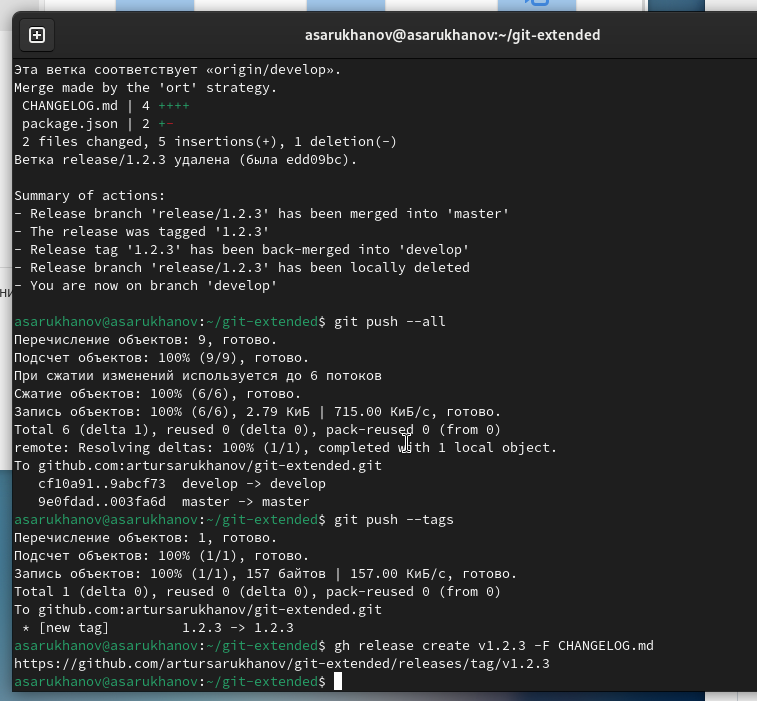 asarukhanov@asarukhanov:~/git-extended
Эта ветка соответствует «origin/develop».
Merge made by the 'ort' strategy.
CHANGELOG.md | 4 ++++
package.json | 2 +-
2 files changed, 5 insertions(+), 1 deletion(-)
Ветка release/1.2.3 удалена (была edd09bc).
Summary of actions:
- Release branch 'release/1.2.3' has been merged into 'master'
- The release was tagged '1.2.3'
- Release tag '1.2.3' has been back-merged into 'develop'
- Release branch 'release/1.2.3' has been locally deleted
- You are now on branch 'develop'
asarukhanov@asarukhanov:~/git-extended$ git push --all
Перечисление объектов: 9, готово.
Подсчет объектов: 100% (9/9), готово.
При сжатии изменений используется до 6 потоков
Сжатие объектов: 100% (6/6), готово.
Запись объектов: 100% (6/6), 2.79 КиБ | 715.00 КиБ/с, готово.
Total 6 (delta 1), reused 0 (delta 0), pack-reused 0 (from 0)
remote: Resolving deltas: 100% (1/1), completed with 1 local object.
To github.com:artursarukhanov/git-extended.git
cf10a91..9abcf73  develop -> develop
9e0fdad..003fa6d  master -> master
asarukhanov@asarukhanov:~/git-extended$ git push --tags
Перечисление объектов: 1, готово.
Подсчет объектов: 100% (1/1), готово.
Запись объектов: 100% (1/1), 157 байтов | 157.00 КиБ/с, готово.
Total 1 (delta 0), reused 0 (delta 0), pack-reused 0 (from 0)
To github.com:artursarukhanov/git-extended.git
* [new tag]         1.2.3 -> 1.2.3
asarukhanov@asarukhanov:~/git-extended$ gh release create v1.2.3 -F CHANGELOG.md
https://github.com/artursarukhanov/git-extended/releases/tag/v1.2.3
asarukhanov@asarukhanov:~/git-extended$